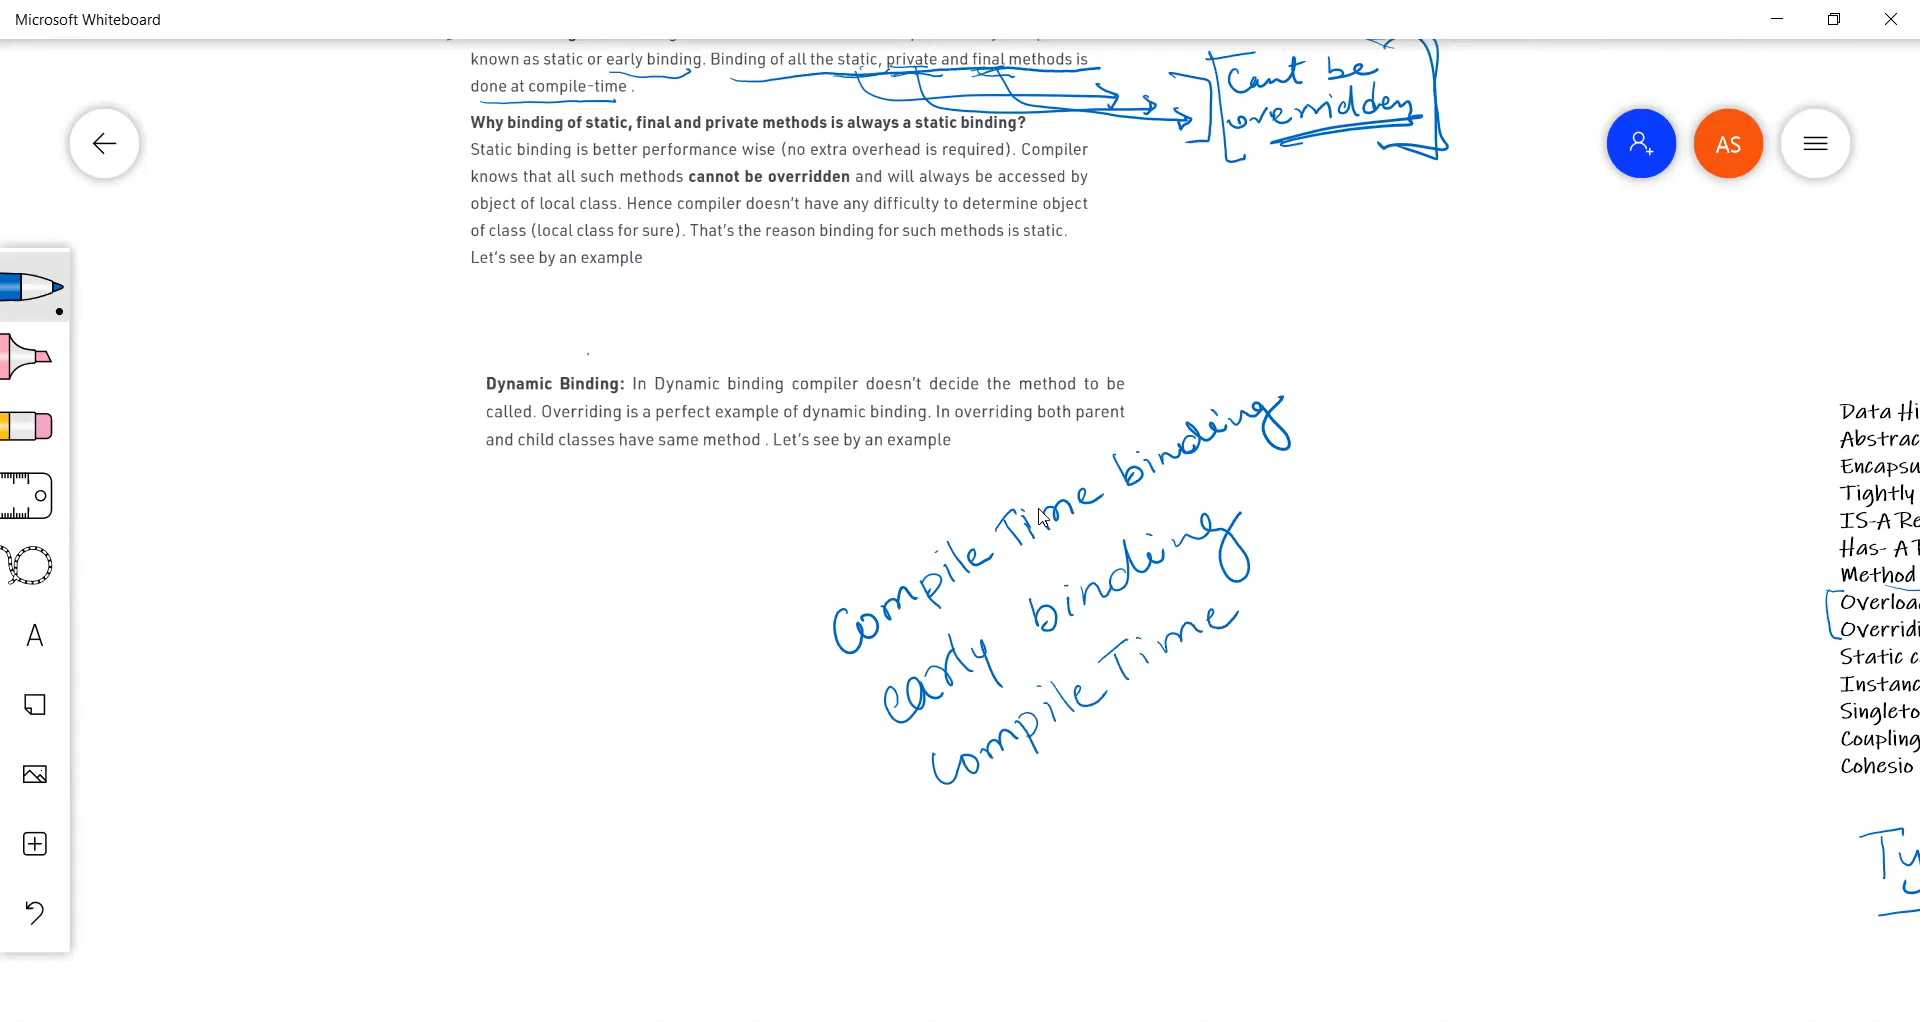 Microsoft Whiteboard
known as static or early binding. Binding of all the static, private and final methods is
done at compile-time .
Cant be
overridden
Why binding of static, final and private methods is always a static binding?
Static binding is better performance wise (no extra overhead is required). Compiler
knows that all such methods cannot be overridden and will always be accessed by
object of local class. Hence compiler doesn't have any difficulty to determine object
of class (local class for sure). That's the reason binding for such methods is static.
Let's see by an example
AS
Dynamic Binding: In Dynamic binding compiler doesn't decide the method to be
called. Overriding is a perfect example of dynamic binding. In overriding both parent
and child classes have same method . Let's see by an example
Compile Time binding
early binding
Compile Time
A
Data Hi
Abstrac
Encapsu
Tightly
IS-A Re
Has- A
Method
Overloa
Overridi
Static c
Instanc
Singleto
Coupling
Cohesio
Ty